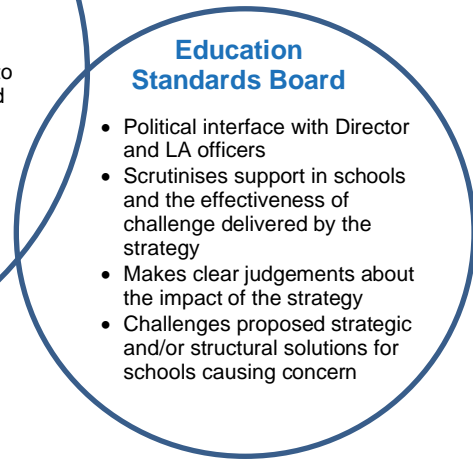 Education
Standards Board
• Political interface with Director
and LA officers
• Scrutinises support in schools
and the effectiveness of
challenge delivered by the
strategy
• Makes clear judgements about
the impact of the strategy
• Challenges proposed strategic
and/or structural solutions for
schools causing concern